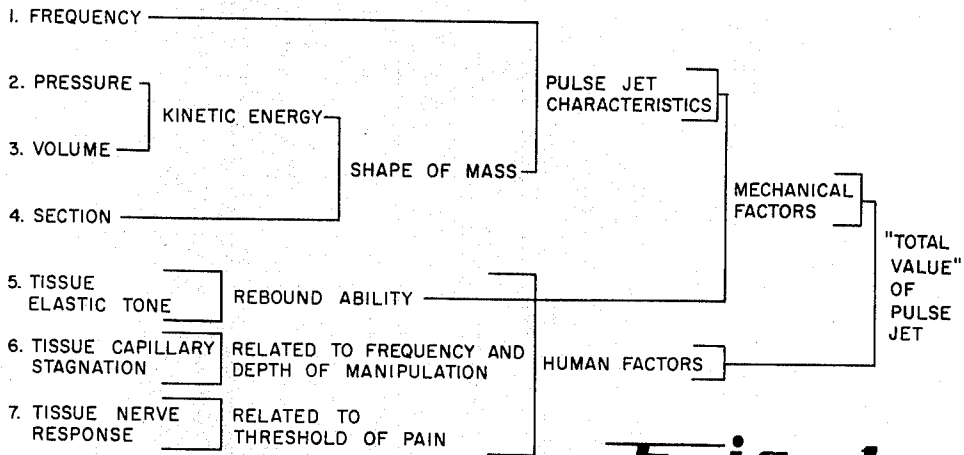 1. FREQUENCY
2. PRESSURE
3. VOLUME
KINETIC ENERGY
4. SECTION
SHAPE OF MASS
PULSE JET
CHARACTERISTICS
5. TISSUE
ELASTIC TONE
REBOUND ABILITY
MECHANICAL
FACTORS
6. TISSUE CAPILLARY
STAGNATION
RELATED TO FREQUENCY AND
DEPTH OF MANIPULATION
7. TISSUE NERVE
RESPONSE
RELATED TO
THRESHOLD OF PAIN
HUMAN FACTORS
"TOTAL
VALUE"
OF
PULSE
JET